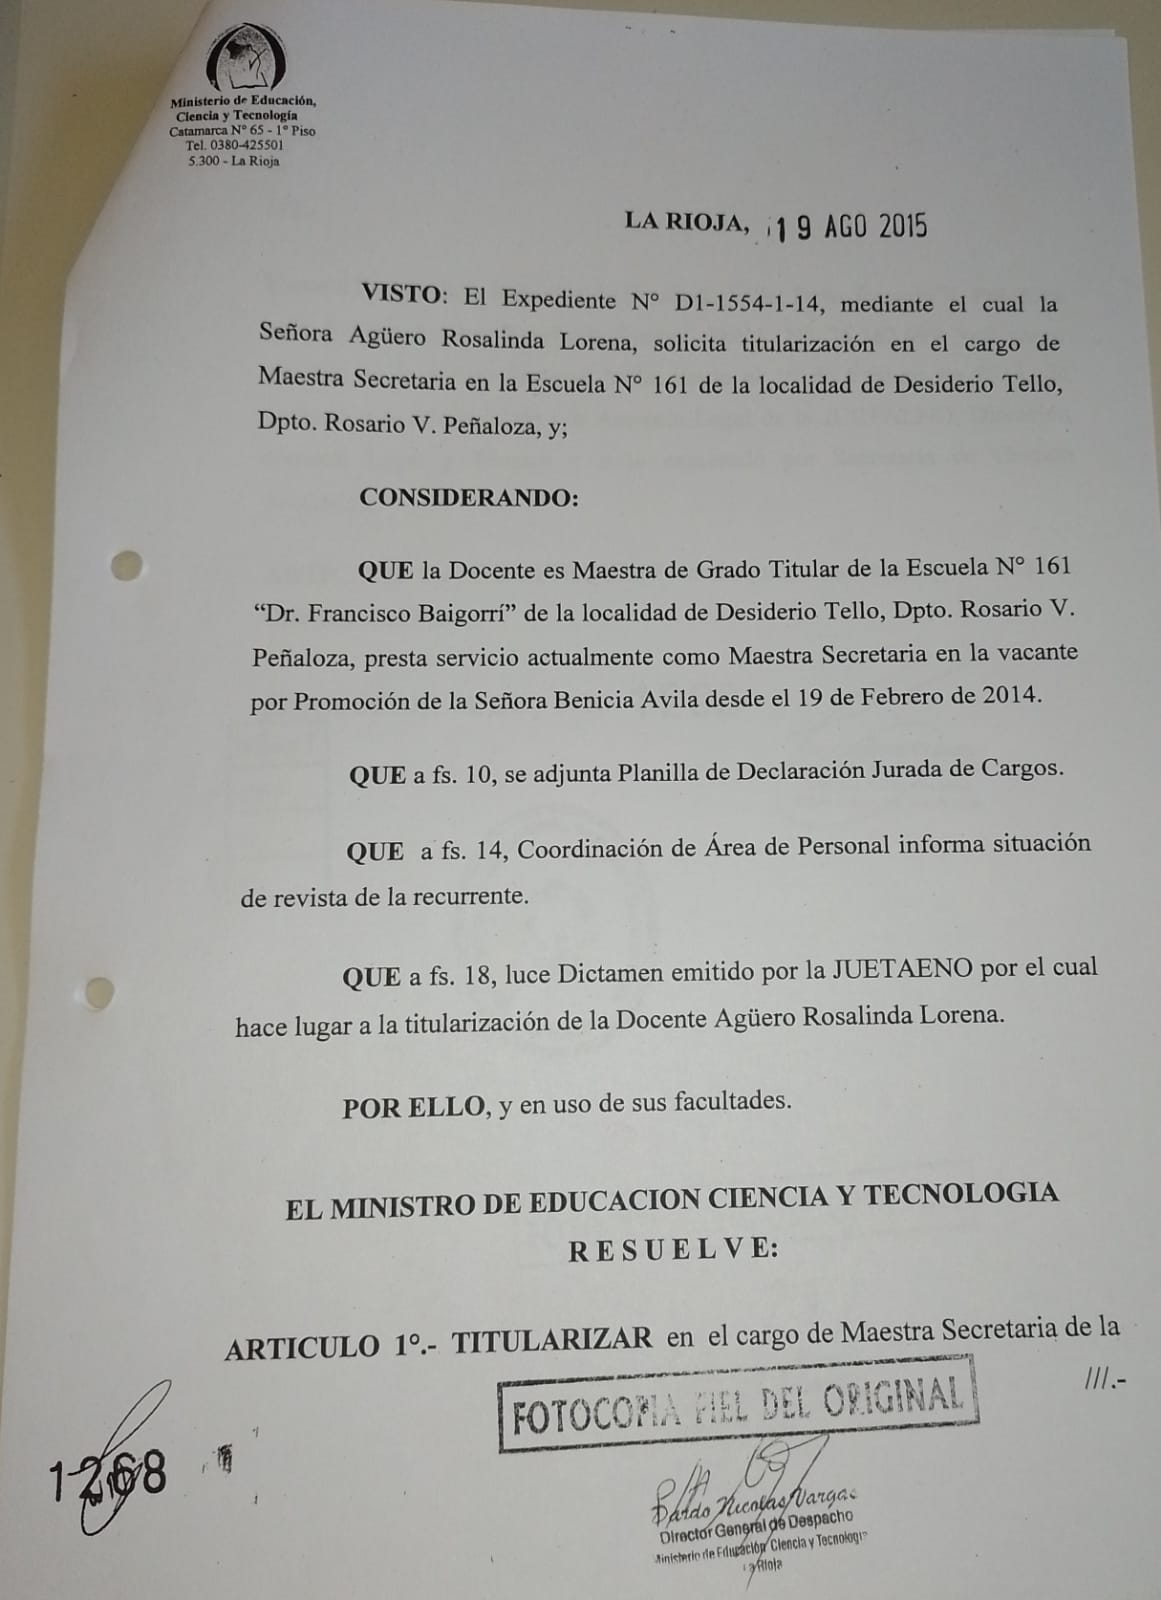 Ministerio de Educación,
Ciencia y Tecnología
Catamarca N° 65 - 1° Piso
Tel. 0380-425501
5.300 - La Rioja
LA RIOJA, 19 AGO 2015
VISTO: El Expediente N° D1-1554-1-14, mediante el cual la
Señora Agüero Rosalinda Lorena, solicita titularización en el cargo de
Maestra Secretaria en la Escuela N° 161 de la localidad de Desiderio Tello,
Dpto. Rosario V. Peñaloza, y;
CONSIDERANDO:
QUE la Docente es Maestra de Grado Titular de la Escuela N° 161
“Dr. Francisco Baigorrí” de la localidad de Desiderio Tello, Dpto. Rosario V.
Peñaloza, presta servicio actualmente como Maestra Secretaria en la vacante
por Promoción de la Señora Benicia Avila desde el 19 de Febrero de 2014.
QUE a fs. 10, se adjunta Planilla de Declaración Jurada de Cargos.
QUE a fs. 14, Coordinación de Área de Personal informa situación
de revista de la recurrente.
QUE a fs. 18, luce Dictamen emitido por la JUETAENO por el cual
hace lugar a la titularización de la Docente Agüero Rosalinda Lorena.
POR ELLO, y en uso de sus facultades.
EL MINISTRO DE EDUCACION CIENCIA Y TECNOLOGIA
R E S U E L V E:
ARTICULO 1°.- TITULARIZAR en el cargo de Maestra Secretaria de la
///.-
FOTOCOPIA FIEL DEL ORIGINAL
1268
Nicolas Vargas
Director General de Despacho
Ministerio de Educación Ciencia y Tecnología
La Rioja